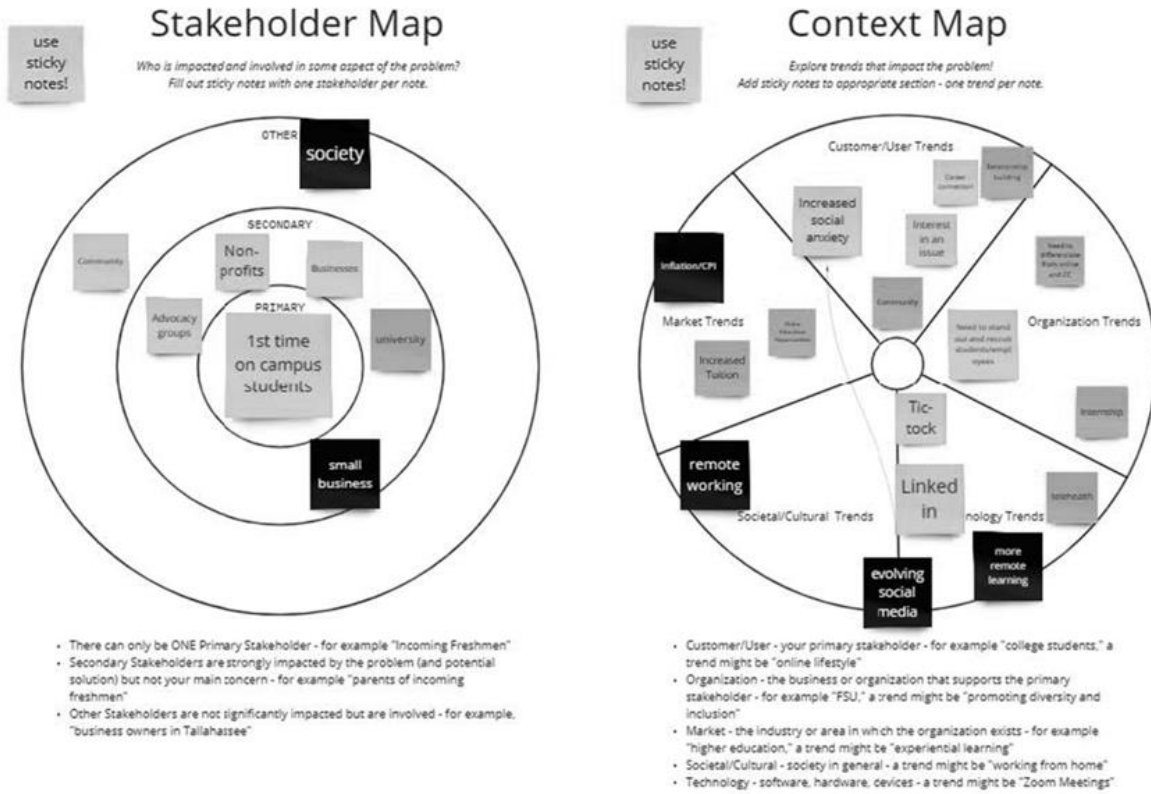 Stakeholder Map
use
sticky
notes!
Who is impacted and involved in some aspect of the problem?
Fill out sticky notes with one stakeholder per note.
OTHER
society
SECONDARY
Community
Non-
profits
Businesses
PRIMARY
Advocacy
groups
1st time
on campus
students
university
small
business
• There can only be ONE Primary Stakeholder - for example "Incoming Freshmen"
• Secondary Stakeholders are strongly impacted by the problem (and potential
solution) but not your main concern - for example "parents of incoming
freshmen"
• Other Stakeholders are not significantly impacted but are involved - for example,
"business owners in Tallahassee"
Context Map
use
sticky
notes!
Explore trends that impact the problem!
Add sticky notes to appropriate section - one trend per note.
Customer/User Trends
Career
connection
Relationship
building
Increased
social
anxiety
Interest
in an
issue
Inflation/CPI
Need to
differentiate
from online
and CC
Community
Market Trends
Organization Trends
Increased
Tuition
Need to stand
out and recruit
students/empl
oyees
Tic-
tock
Internship
remote
working
Linked
in
telehealth
Societal/Cultural Trends
nology Trends
evolving
social
media
more
remote
learning
• Customer/User - your primary stakeholder - for example "college students," a
trend might be "online lifestyle"
• Organization - the business or organization that supports the primary
stakeholder - for example "FSU," a trend might be "promoting diversity and
inclusion"
• Market - the industry or area in which the organization exists - for example
"higher education," a trend might be "experiential learning"
• Societal/Cultural - society in general - a trend might be "working from home"
• Technology - software, hardware, devices - a trend might be "Zoom Meetings"